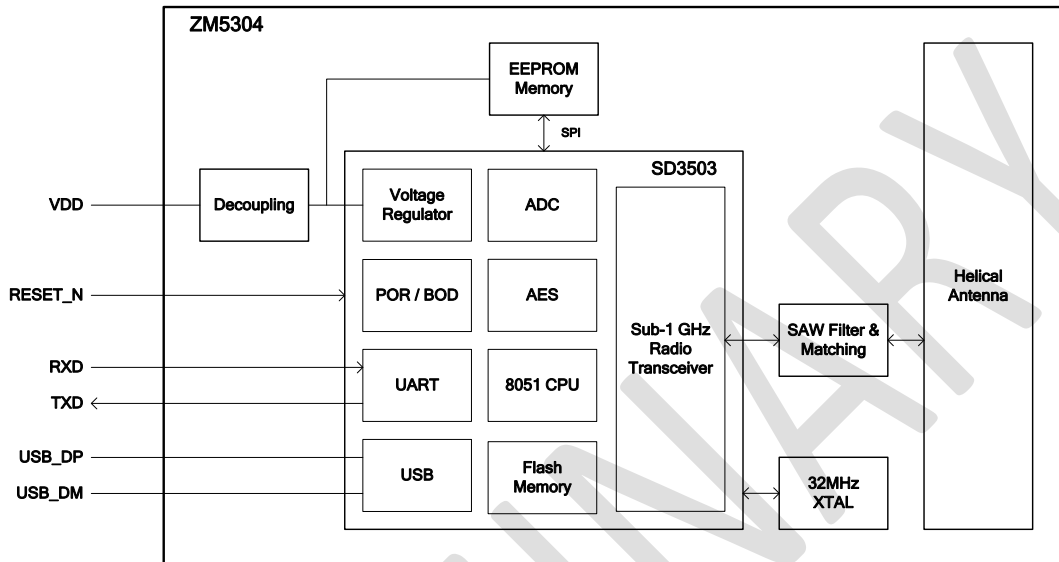 ZM5304
EEPROM
Memory
SPI
SD3503
VDD
Decoupling
Voltage
Regulator
ADC
RESET_N
POR / BOD
AES
Helical
Antenna
Sub-1 GHz
Radio
Transceiver
SAW Filter &
Matching
RXD
TXD
UART
8051 CPU
USB_DP
USB_DM
USB
Flash
Memory
32MHz
XTAL
INARY